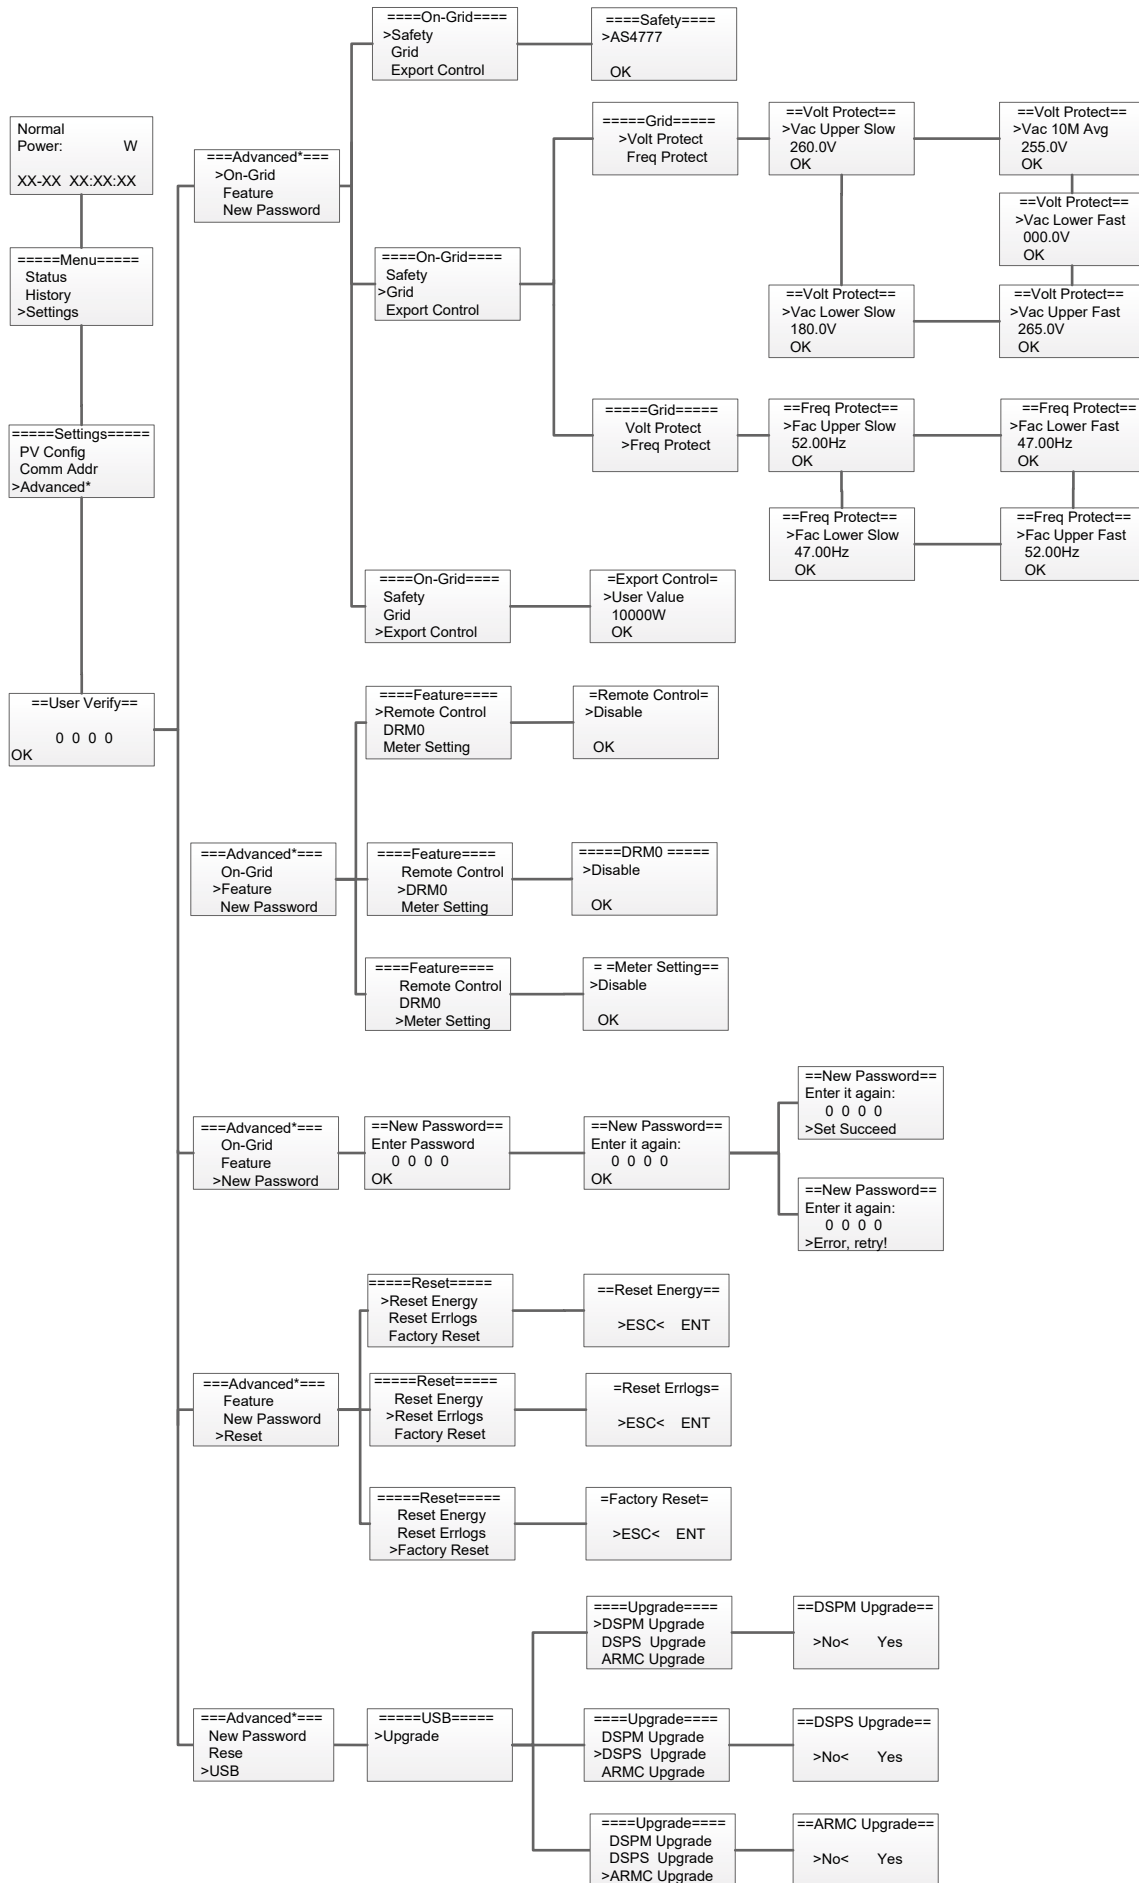 ====On-Grid====
>Safety
Grid
Export Control
====Safety====
>AS4777
OK
Normal
Power: W
XX-XX XX:XX:XX
===Advanced*===
>On-Grid
Feature
New Password
=====Grid=====
>Volt Protect
Freq Protect
==Volt Protect==
>Vac Upper Slow
260.0V
OK
==Volt Protect==
>Vac 10M Avg
255.0V
OK
==Volt Protect==
>Vac Lower Fast
000.0V
OK
=====Menu=====
Status
History
>Settings
====On-Grid====
Safety
>Grid
Export Control
==Volt Protect==
>Vac Lower Slow
180.0V
OK
==Volt Protect==
>Vac Upper Fast
265.0V
OK
=====Settings=====
PV Config
Comm Addr
>Advanced*
=====Grid=====
Volt Protect
>Freq Protect
==Freq Protect==
>Fac Upper Slow
52.00Hz
OK
==Freq Protect==
>Fac Lower Fast
47.00Hz
OK
==Freq Protect==
>Fac Lower Slow
47.00Hz
OK
==Freq Protect==
>Fac Upper Fast
52.00Hz
OK
====On-Grid====
Safety
Grid
>Export Control
=Export Control=
>User Value
10000W
OK
==User Verify==
0 0 0 0
OK
====Feature====
>Remote Control
DRM0
Meter Setting
=Remote Control=
>Disable
OK
===Advanced*===
On-Grid
>Feature
New Password
====Feature====
Remote Control
>DRM0
Meter Setting
=====DRM0 =====
>Disable
OK
====Feature====
Remote Control
DRM0
>Meter Setting
= =Meter Setting==
>Disable
OK
===Advanced*===
On-Grid
Feature
>New Password
==New Password==
Enter Password
0 0 0 0
OK
==New Password==
Enter it again:
0 0 0 0
OK
==New Password==
Enter it again:
0 0 0 0
>Set Succeed
==New Password==
Enter it again:
0 0 0 0
>Error, retry!
=====Reset=====
>Reset Energy
Reset Errlogs
Factory Reset
==Reset Energy==
>ESC< ENT
===Advanced*===
Feature
New Password
>Reset
=====Reset=====
Reset Energy
>Reset Errlogs
Factory Reset
=Reset Errlogs=
>ESC< ENT
=====Reset=====
Reset Energy
Reset Errlogs
>Factory Reset
=Factory Reset=
>ESC< ENT
====Upgrade====
>DSPM Upgrade
DSPS Upgrade
ARMC Upgrade
==DSPM Upgrade==
>No< Yes
===Advanced*===
New Password
Rese
>USB
=====USB=====
>Upgrade
====Upgrade====
DSPM Upgrade
>DSPS Upgrade
ARMC Upgrade
==DSPS Upgrade==
>No< Yes
====Upgrade====
DSPM Upgrade
DSPS Upgrade
>ARMC Upgrade
==ARMC Upgrade==
>No< Yes